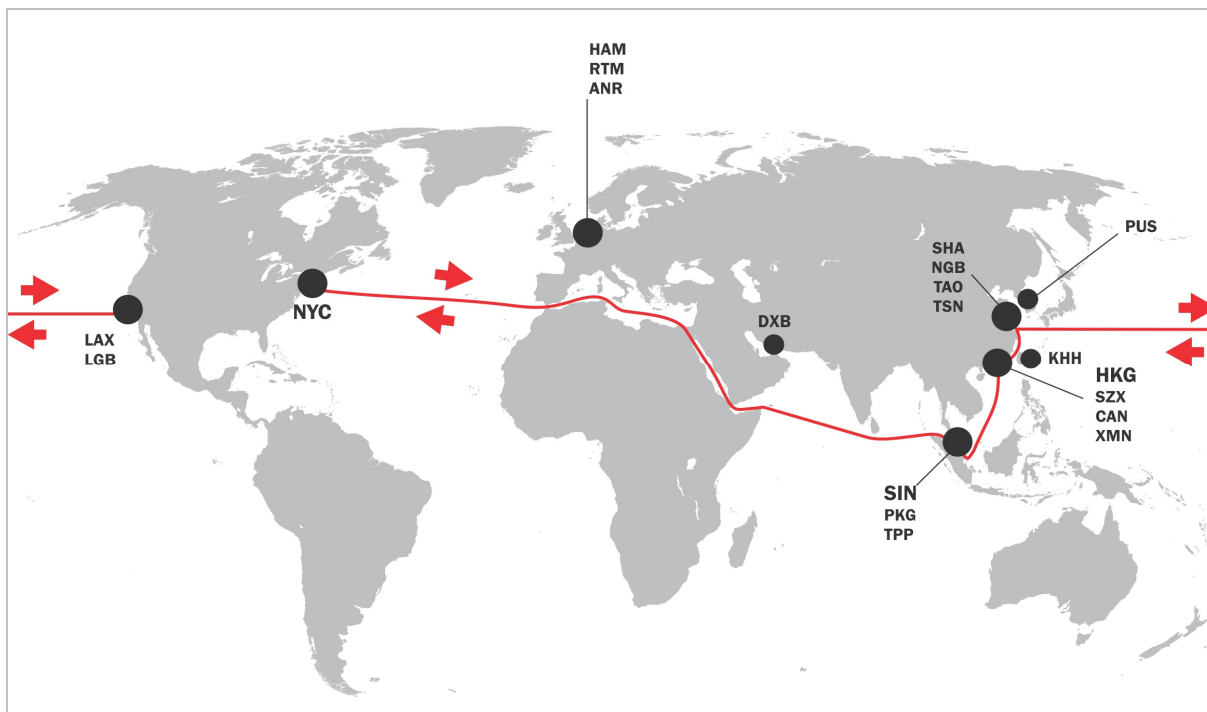 HAM
RTM
ANR
PUS
SHA
NGB
TAO
TSN
NYC
DXB
LAX
LGB
KHH
HKG
SZX
CAN
XMN
SIN
PKG
TPP